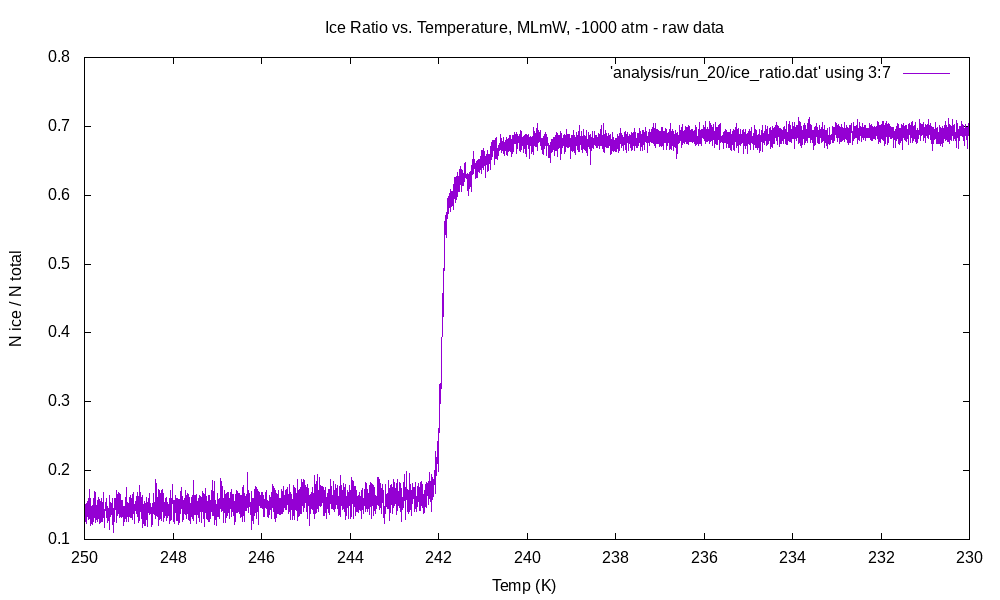 Ice Ratio vs. Temperature, MLmW, -1000 atm - raw data
'analysis/run_20/ice_ratio.dat' using 3:7
0.8
0.7
0.6
0.5
0.4
0.3
0.2
0.1
N ice / N total
250 248 246 244 242 240 238 236 234 232 230
Temp (K)